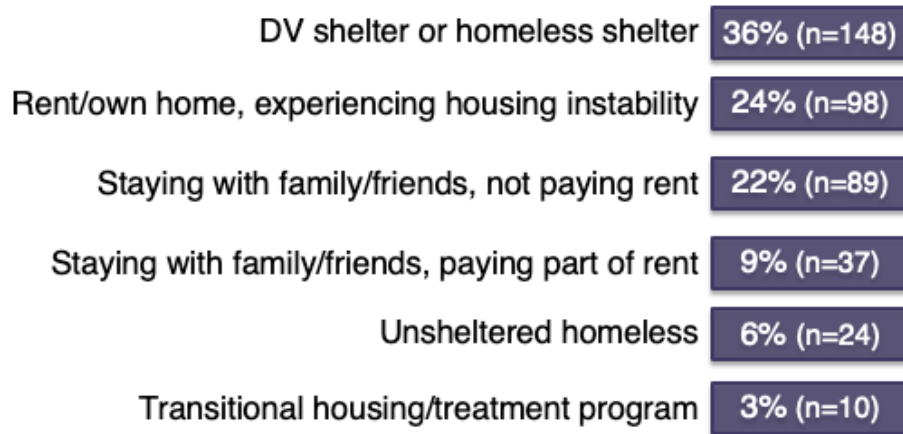 DV shelter or homeless shelter 36% (n=148)
Rent/own home, experiencing housing instability 24% (n=98)
Staying with family/friends, not paying rent 22% (n=89)
Staying with family/friends, paying part of rent 9% (n=37)
Unsheltered homeless 6% (n=24)
Transitional housing/treatment program 3% (n=10)